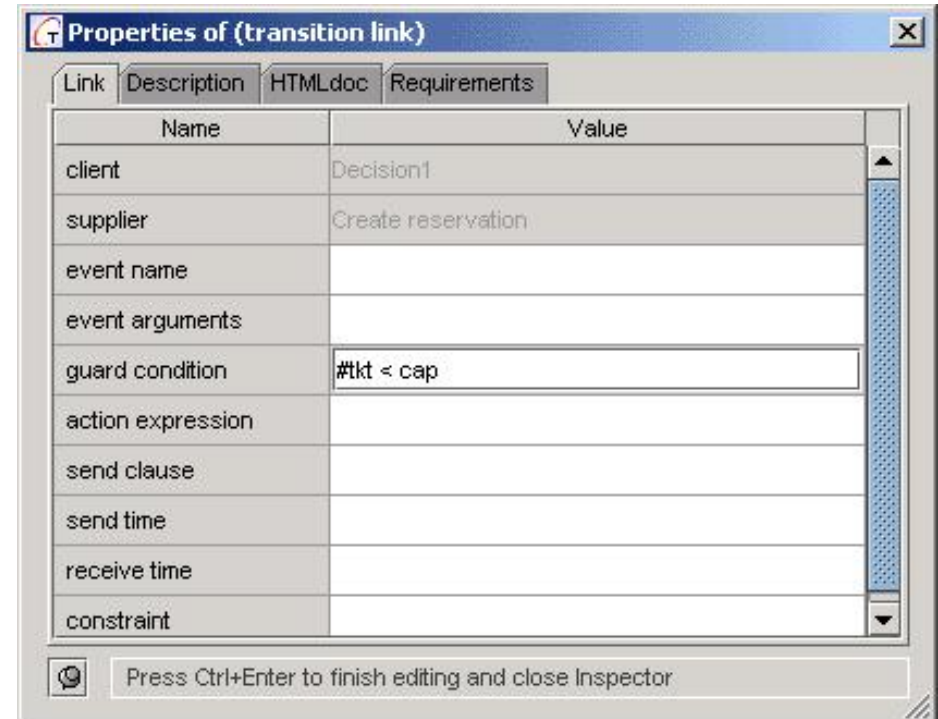 Properties of (transition link)
Link Description HTMLdoc Requirements
Name Value
client Decision1
supplier Create reservation
event name
event arguments
guard condition #tkt < cap
action expression
send clause
send time
receive time
constraint
Press Ctrl+Enter to finish editing and close Inspector